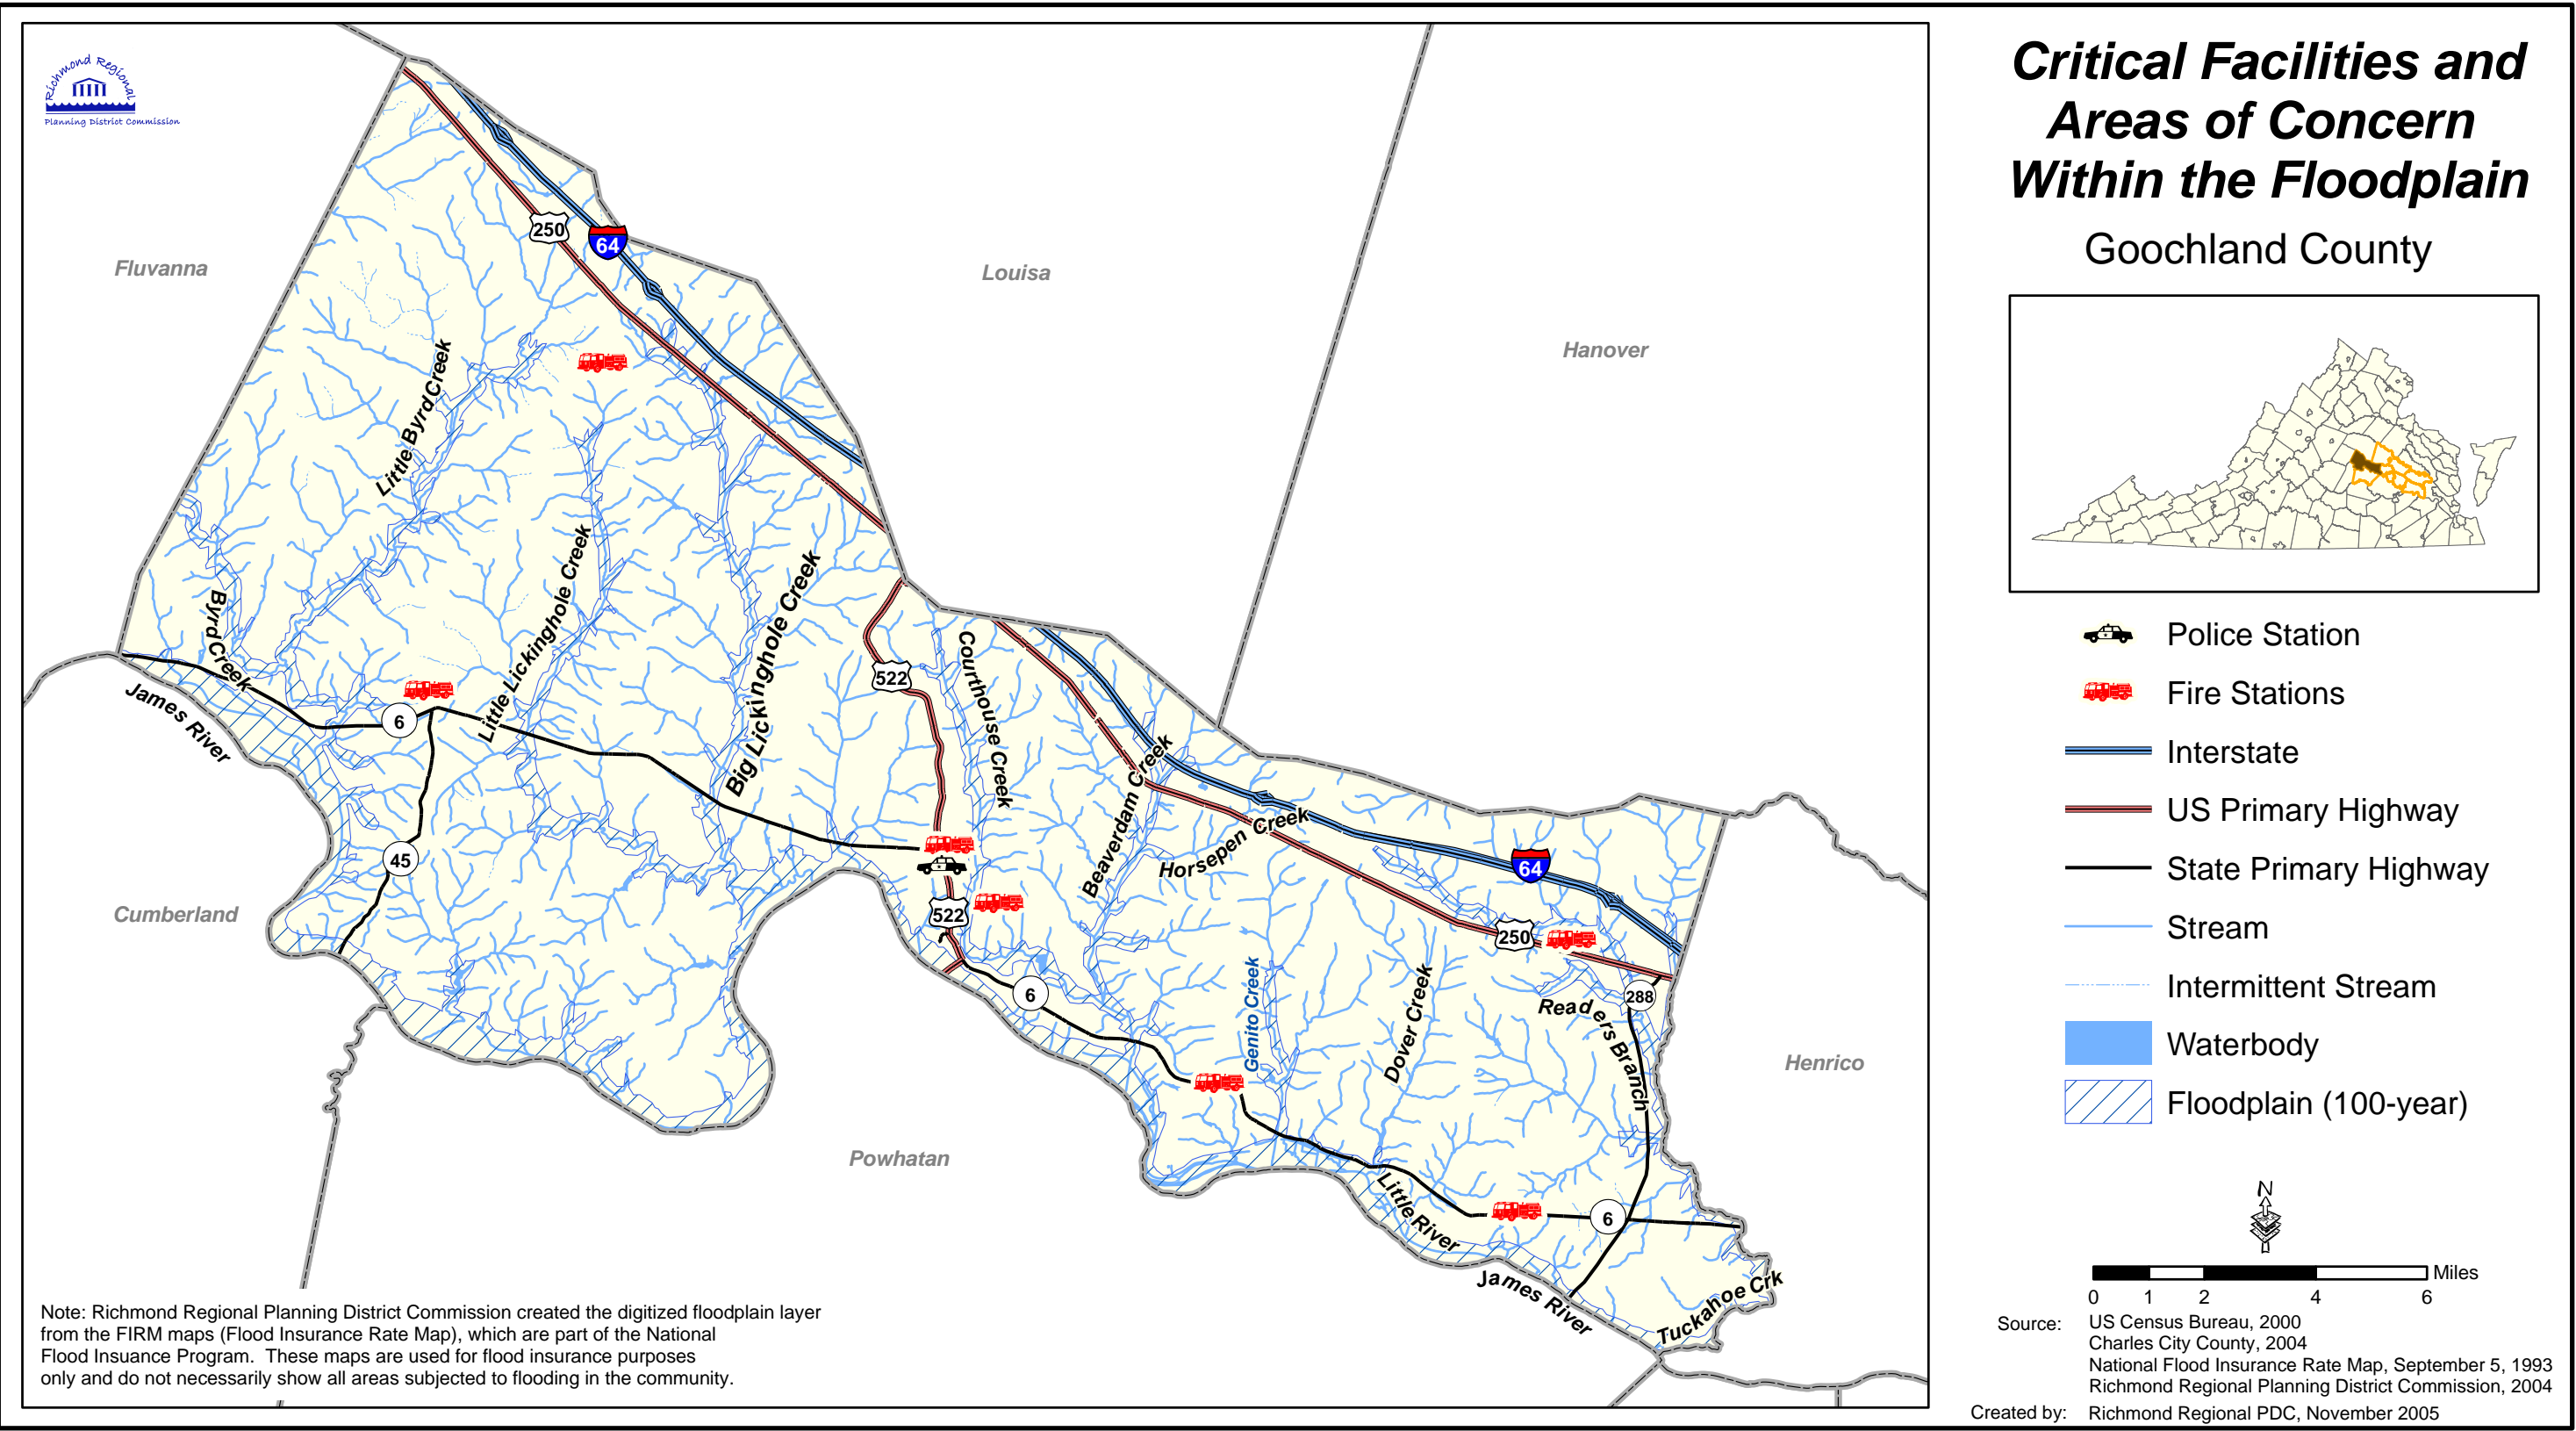 Richmond Regional
Planning District Commission
Critical Facilities and
Areas of Concern
Within the Floodplain
Goochland County
Fluvanna
Louisa
Hanover
Cumberland
Powhatan
Henrico
250
64
Little Byrd Creek
Byrd Creek
James River
6
45
Little Lickinghole Creek
Big Lickinghole Creek
522
Courthouse Creek
Beaverdam Creek
Horsepen Creek
522
6
64
250
288
Genito Creek
Dover Creek
Readers Branch
Little River
6
James River
Tuckahoe Crk
Police Station
Fire Stations
Interstate
US Primary Highway
State Primary Highway
Stream
Intermittent Stream
Waterbody
Floodplain (100-year)
N
Miles
0 1 2 4 6
Source: US Census Bureau, 2000
Charles City County, 2004
National Flood Insurance Rate Map, September 5, 1993
Richmond Regional Planning District Commission, 2004
Created by: Richmond Regional PDC, November 2005
Note: Richmond Regional Planning District Commission created the digitized floodplain layer
from the FIRM maps (Flood Insurance Rate Map), which are part of the National
Flood Insuance Program. These maps are used for flood insurance purposes
only and do not necessarily show all areas subjected to flooding in the community.